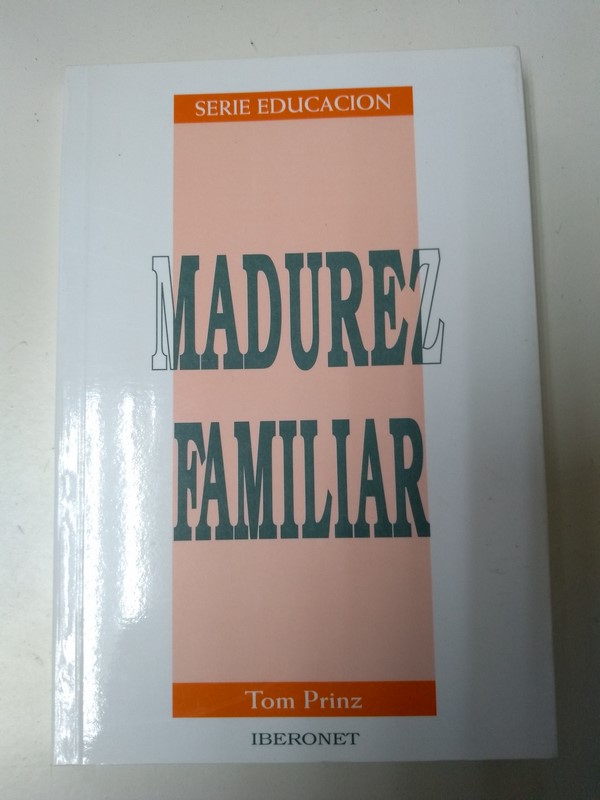 SERIE EDUCACION
MADUREZ
FAMILIAR
Tom Prinz
IBERONET